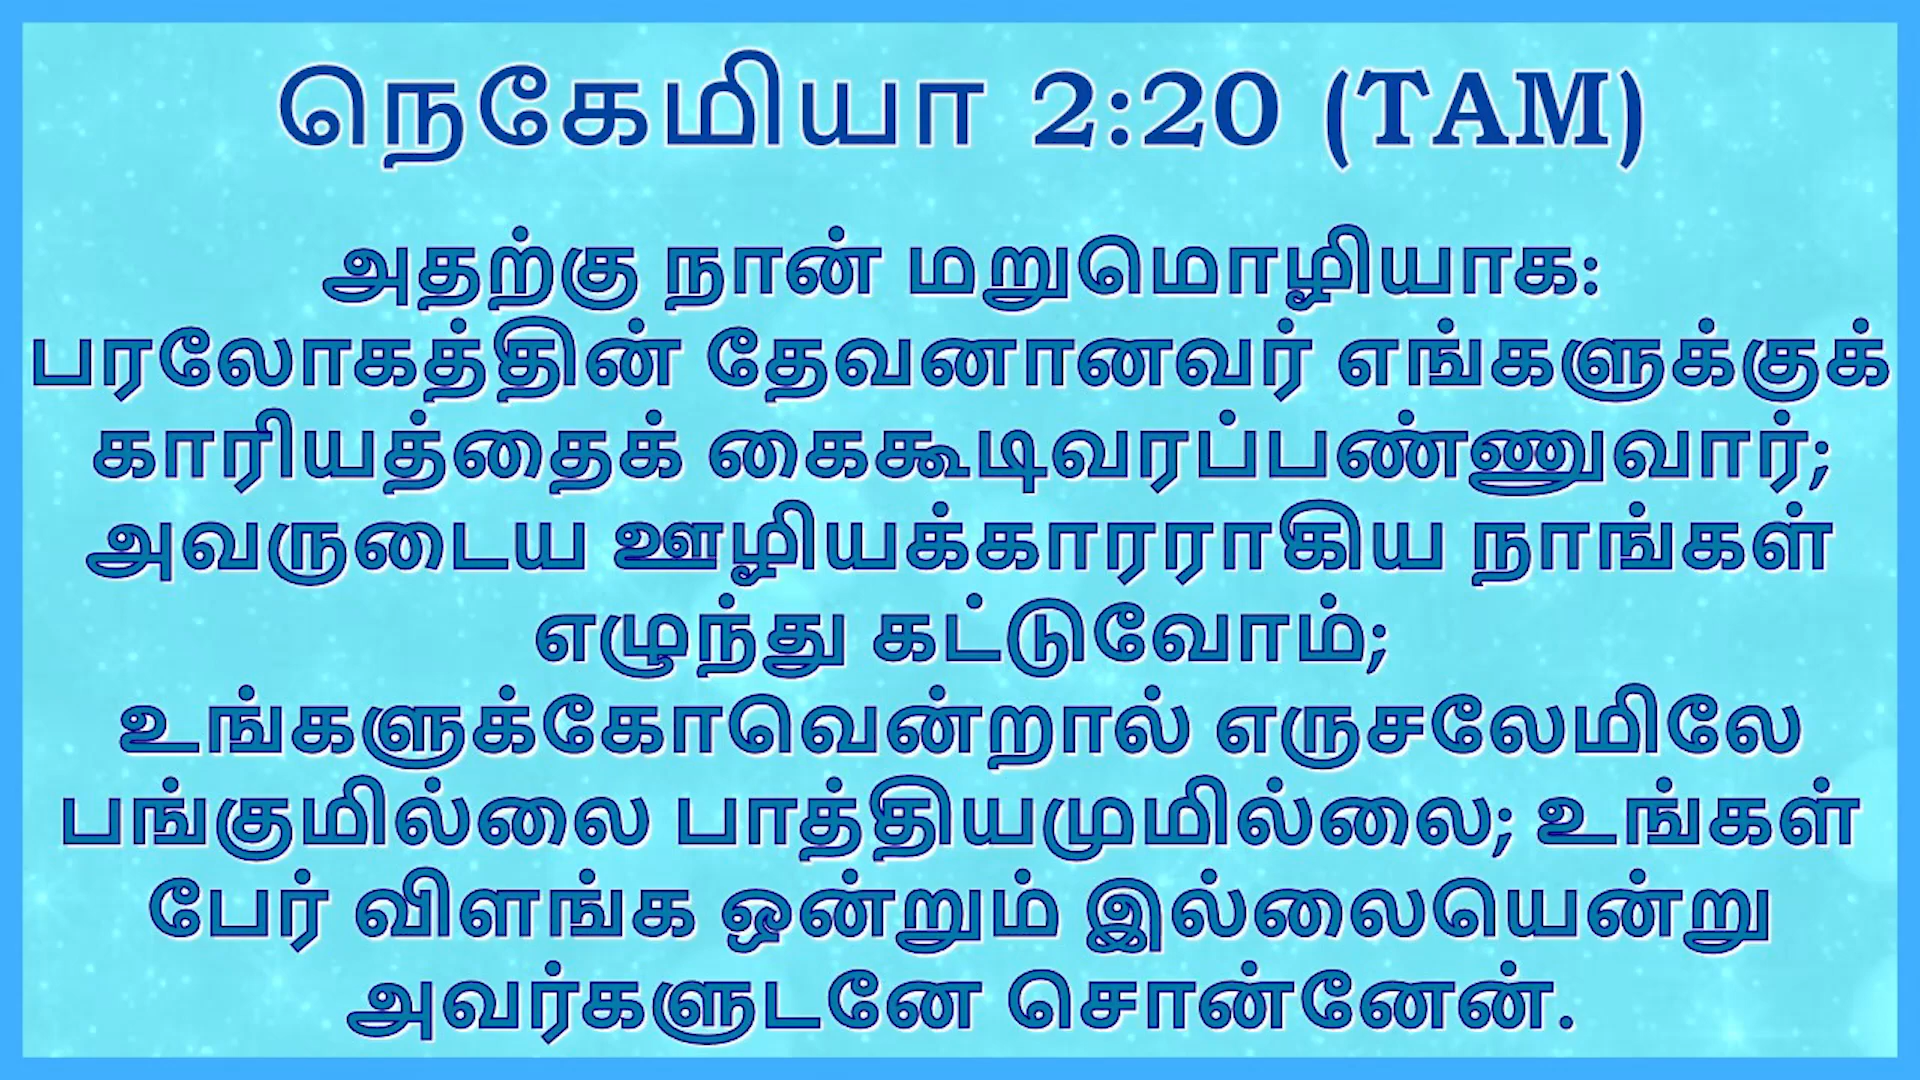 நெகேமியா 2:20 (TAM)
அதற்கு நான் மறுமொழியாக:
பரலோகத்தின் தேவனானவர் எங்களுக்குக்
காரியத்தைக் கைகூடிவரப்பண்ணுவார்;
அவருடைய ஊழியக்காரராகிய நாங்கள்
எழுந்து கட்டுவோம்;
உங்களுக்கோவென்றால் எருசலேமிலே
பங்குமில்லை பாத்தியமுமில்லை; உங்கள்
பேர் விளங்க ஒன்றும் இல்லையென்று
அவர்களுடனே சொன்னேன்.